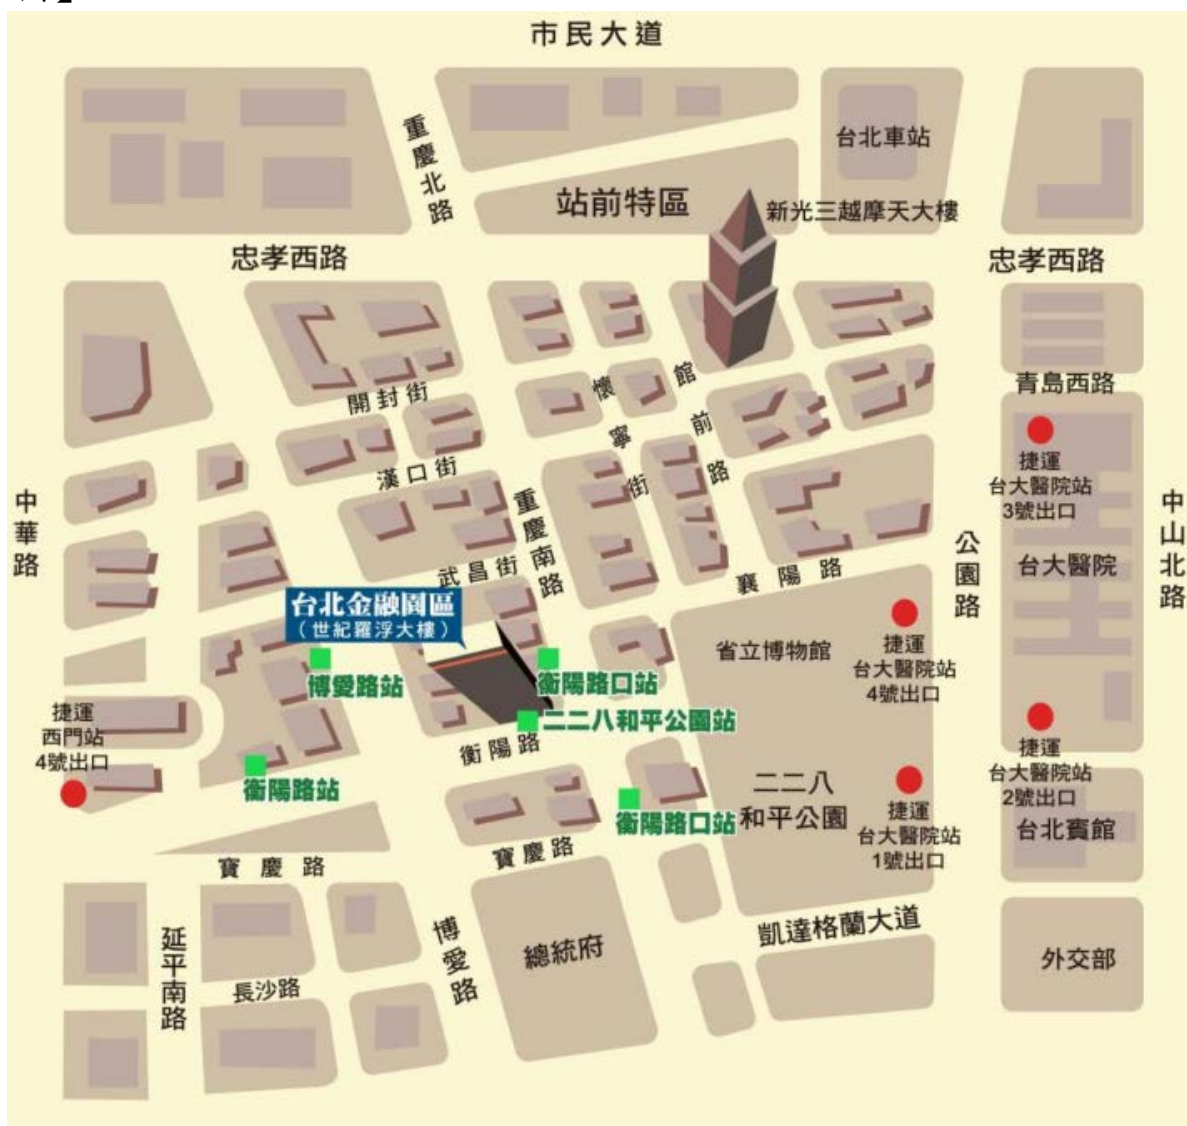 市民大道
重慶北路
台北車站
站前特區
新光三越摩天大樓
忠孝西路
忠孝西路
青島西路
開封街
懷寧街
館前路
漢口街
捷運
台大醫院站
3號出口
中華路
重慶南路
中山北路
公園路
台大醫院
武昌街
襄陽路
台北金融園區
(世紀羅浮大樓)
省立博物館
捷運
台大醫院站
4號出口
博愛路站
衡陽路口站
二二八和平公園站
捷運
西門站
4號出口
衡陽路
捷運
台大醫院站
2號出口
衡陽路站
二二八
和平公園
衡陽路口站
捷運
台大醫院站
1號出口
台北賓館
寶慶路
寶慶路
延平南路
博愛路
總統府
凱達格蘭大道
外交部
長沙路